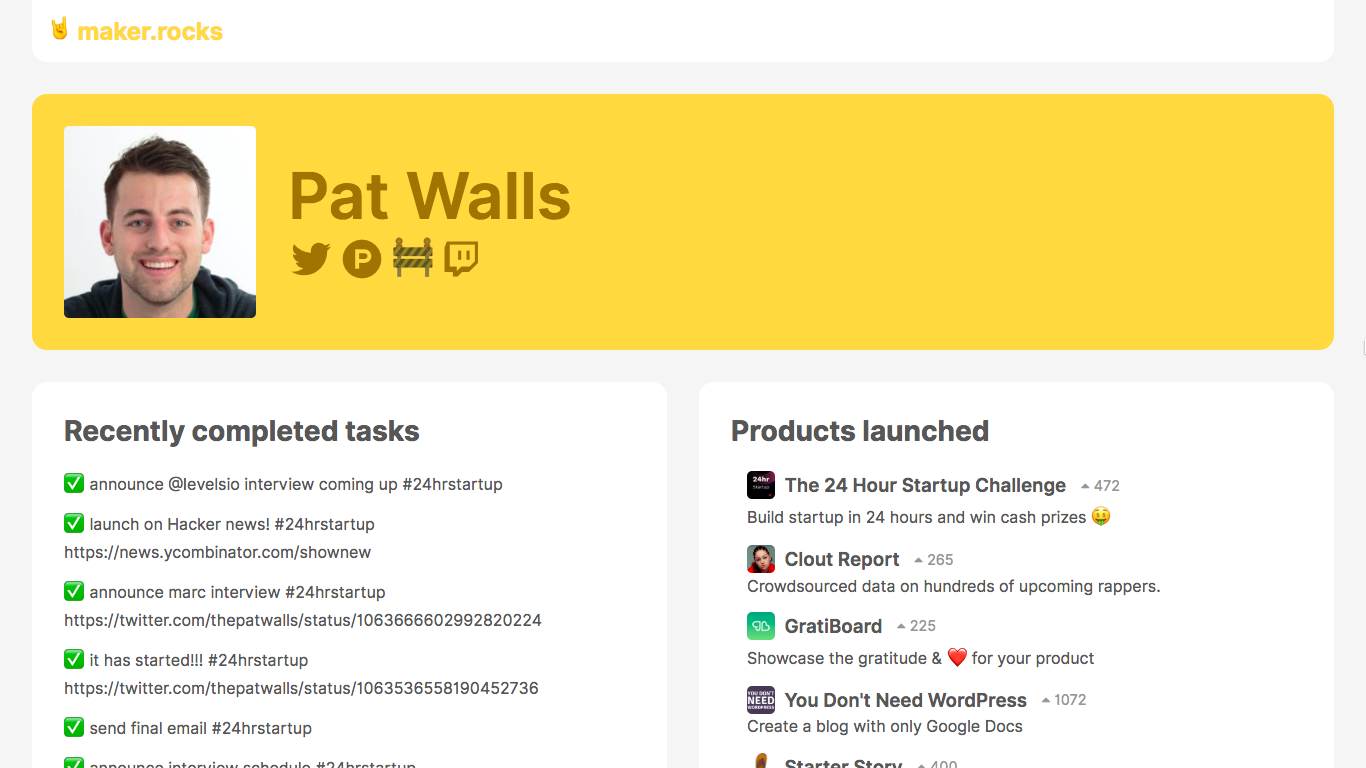 🤘 maker.rocks
Pat Walls
Recently completed tasks
✅ announce @levelsio interview coming up #24hrstartup
✅ launch on Hacker news! #24hrstartup
https://news.ycombinator.com/shownew
✅ announce marc interview #24hrstartup
https://twitter.com/thepatwalls/status/1063666602992820224
✅ it has started!!! #24hrstartup
https://twitter.com/thepatwalls/status/1063536558190452736
✅ send final email #24hrstartup
✅ announce interview schedule #24hrstartup
Products launched
24hr
Startup
The 24 Hour Startup Challenge 472
Build startup in 24 hours and win cash prizes 🤑
Clout Report 265
Crowdsourced data on hundreds of upcoming rappers.
GratiBoard 225
Showcase the gratitude & ❤️ for your product
YOU DON'T
NEED
WORDPRESS
You Don't Need WordPress 1072
Create a blog with only Google Docs
Starter Story 400